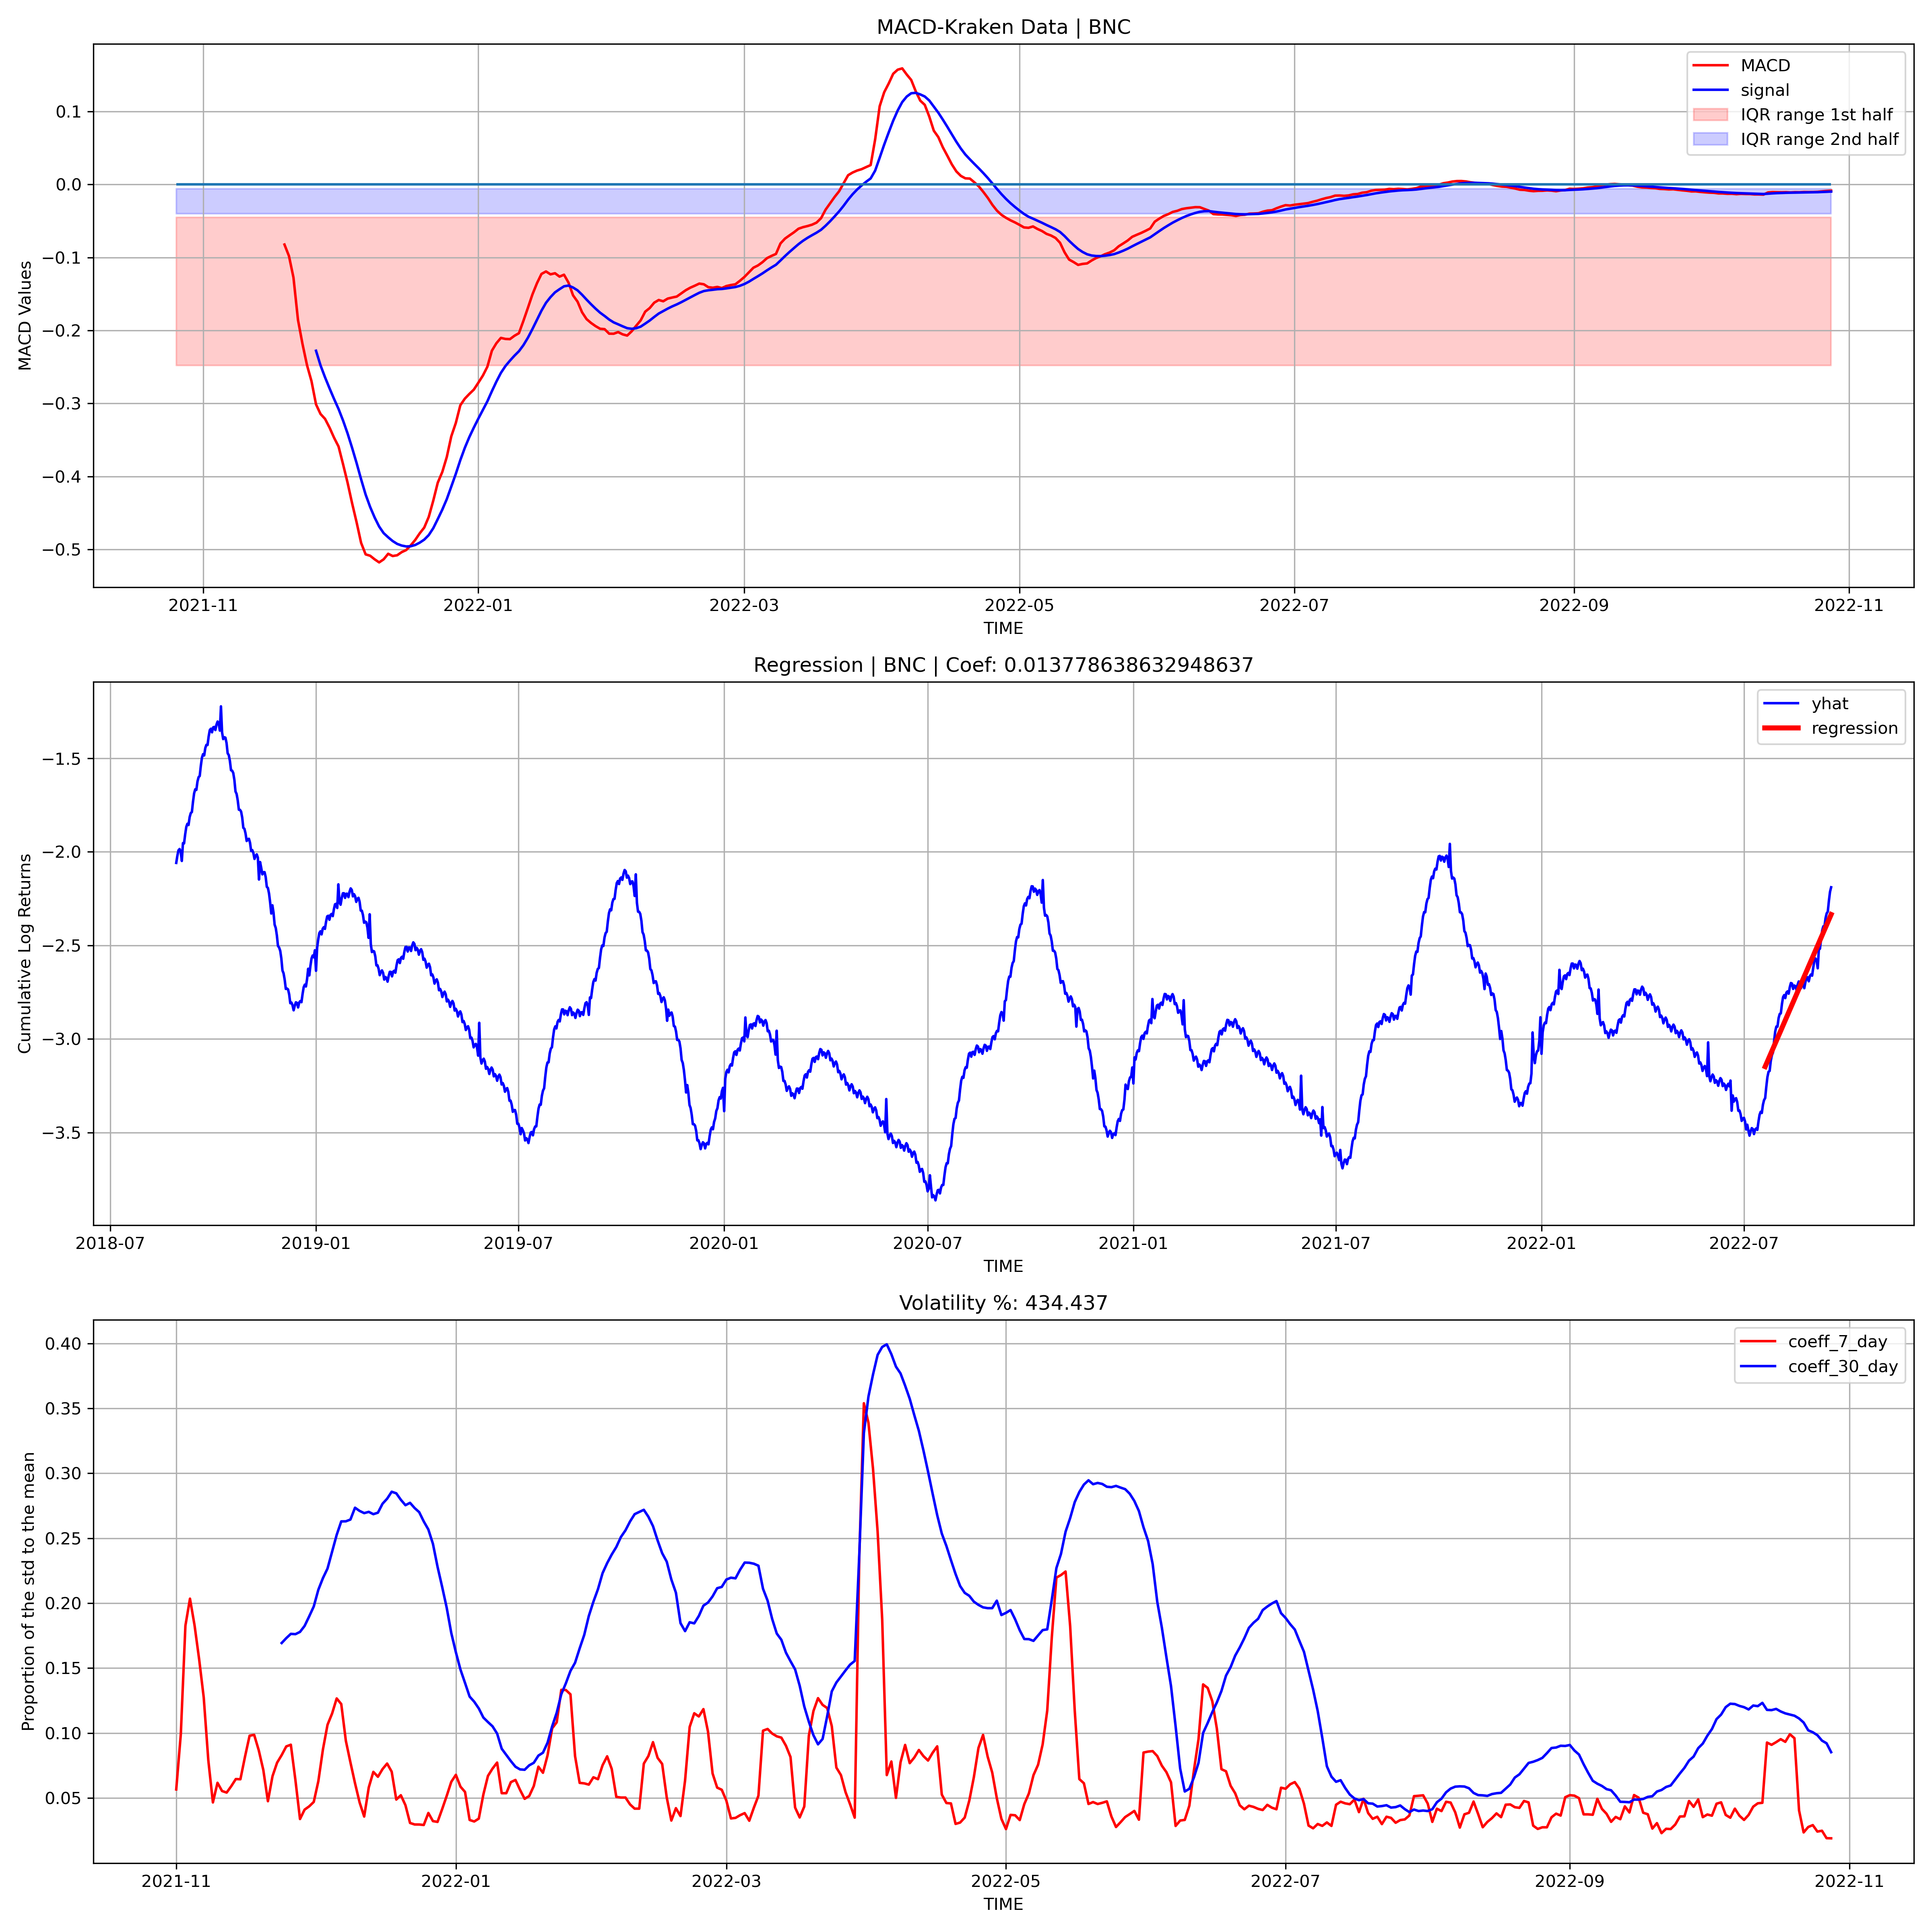 MACD-Kraken Data | BNC
MACD
signal
IQR range 1st half
IQR range 2nd half
MACD Values
0.1
0.0
−0.1
−0.2
−0.3
−0.4
−0.5
2021-11 2022-01 2022-03 2022-05 2022-07 2022-09 2022-11
TIME
Regression | BNC | Coef: 0.013778638632948637
yhat
regression
Cumulative Log Returns
−1.5
−2.0
−2.5
−3.0
−3.5
2018-07 2019-01 2019-07 2020-01 2020-07 2021-01 2021-07 2022-01 2022-07
TIME
Volatility %: 434.437
coeff_7_day
coeff_30_day
Proportion of the std to the mean
0.40
0.35
0.30
0.25
0.20
0.15
0.10
0.05
2021-11 2022-01 2022-03 2022-05 2022-07 2022-09 2022-11
TIME